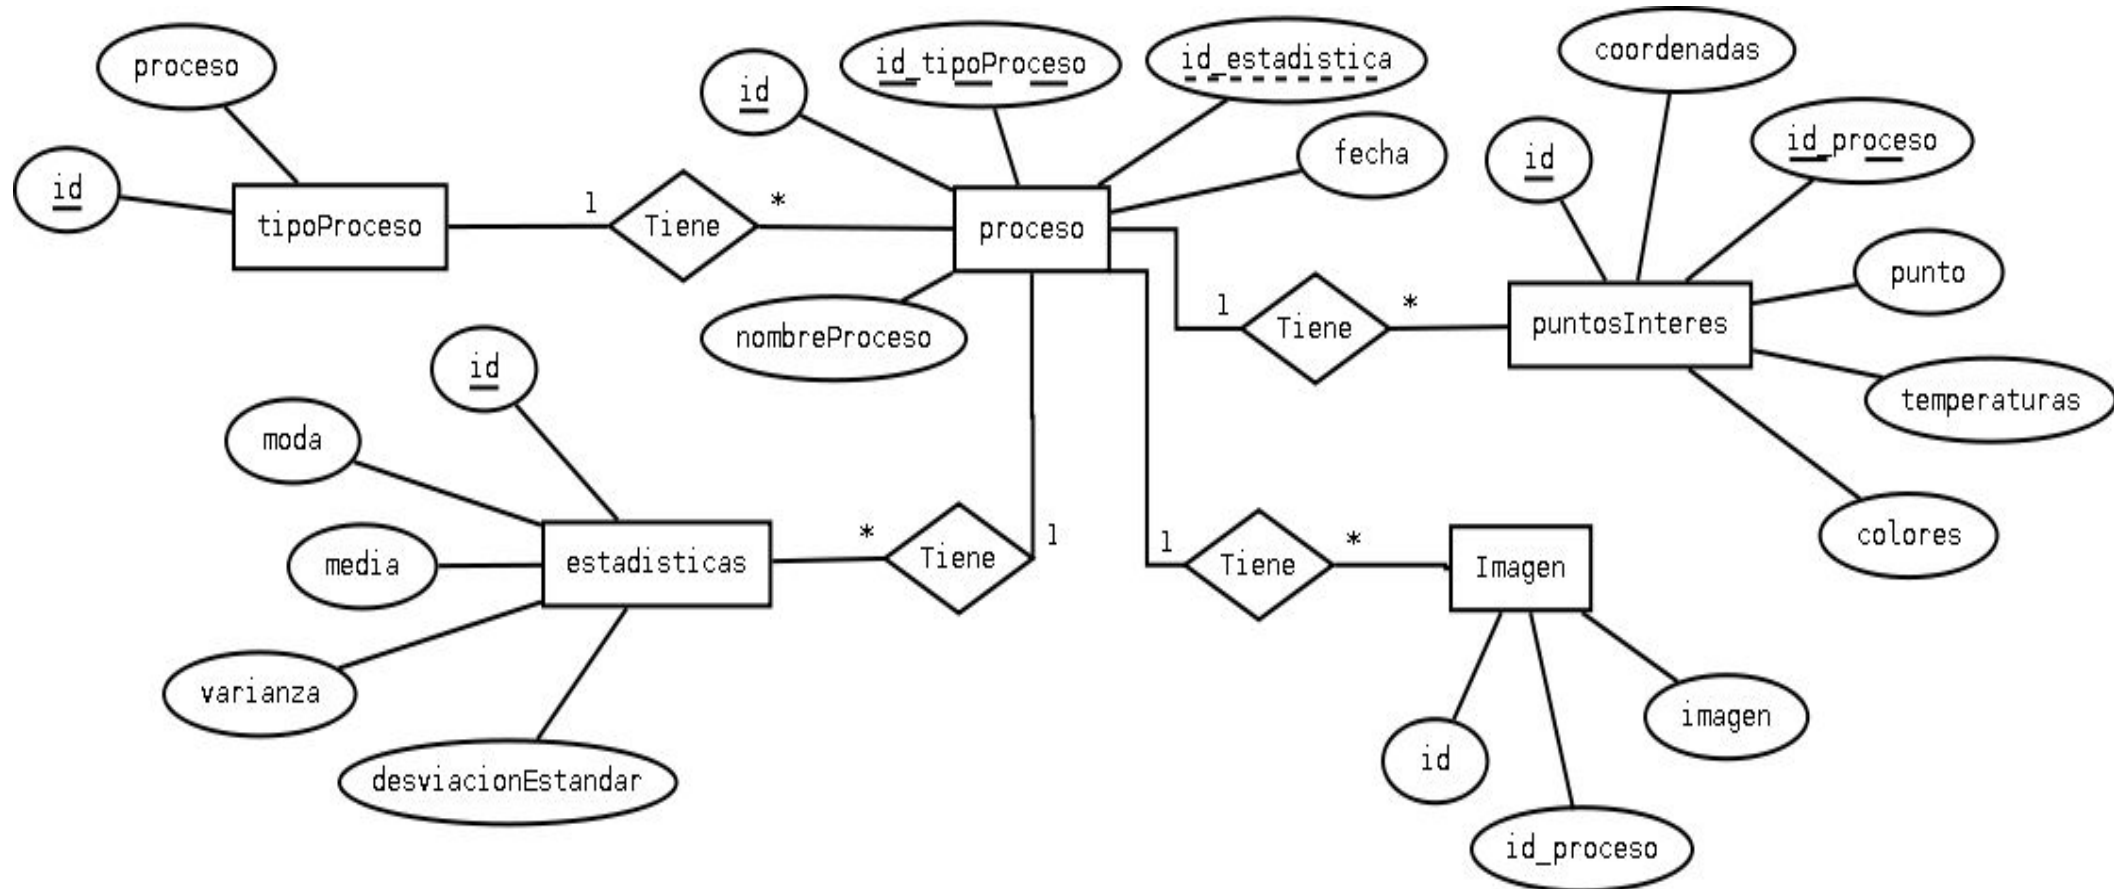 coordenadas
proceso
id_tipoProceso
id_estadistica
id
fecha
id
id_proceso
id
tipoProceso
1
Tiene
*
proceso
punto
nombreProceso
1
Tiene
*
puntosInteres
id
temperaturas
moda
colores
media
estadisticas
*
Tiene
1
1
Tiene
*
Imagen
varianza
imagen
desviacionEstandar
id
id_proceso